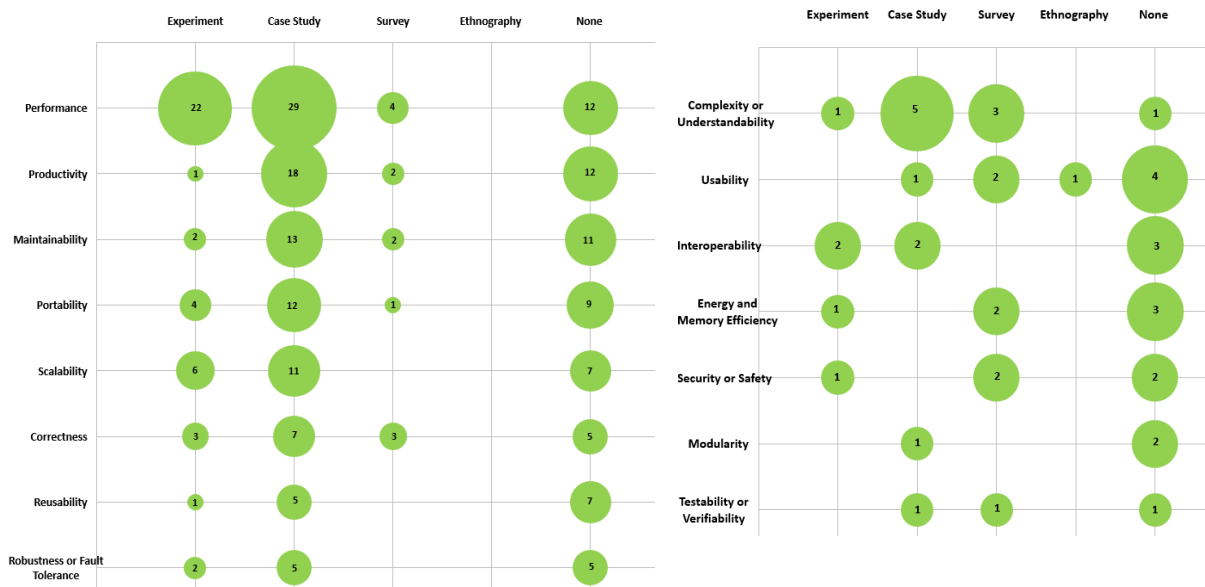 Experiment Case Study Survey Ethnography None
Performance 22 29 4 12
Productivity 1 18 2 12
Maintainability 2 13 2 11
Portability 4 12 1 9
Scalability 6 11 7
Correctness 3 7 3 5
Reusability 1 5 7
Robustness or Fault
Tolerance 2 5 5
Experiment Case Study Survey Ethnography None
Complexity or
Understandability 1 5 3 1
Usability 1 2 1 4
Interoperability 2 2 3
Energy and
Memory Efficiency 1 2 3
Security or Safety 1 2 2
Modularity 1 2
Testability or
Verifiability 1 1 1